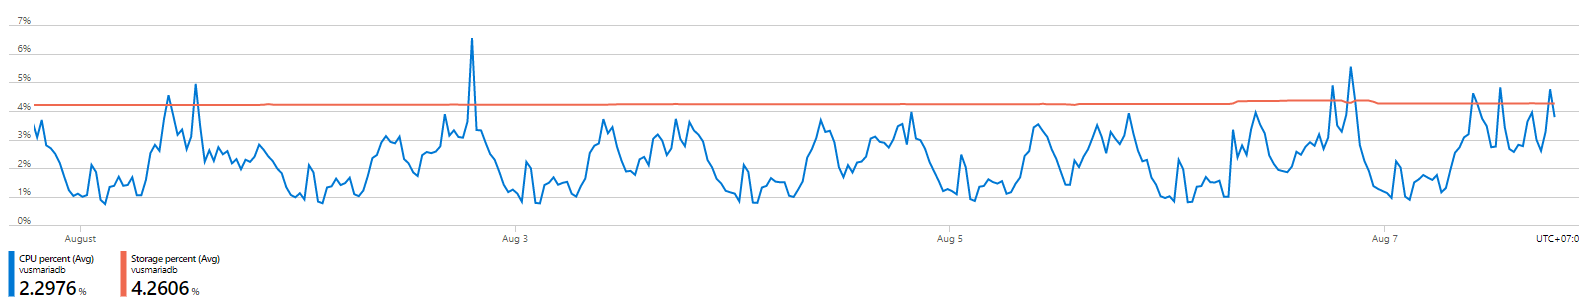 7%
6%
5%
4%
3%
2%
1%
0%
August
Aug 3
Aug 5
Aug 7
UTC+07:0
CPU percent (Avg)
vusmariadb
2.2976 %
Storage percent (Avg)
vusmariadb
4.2606 %